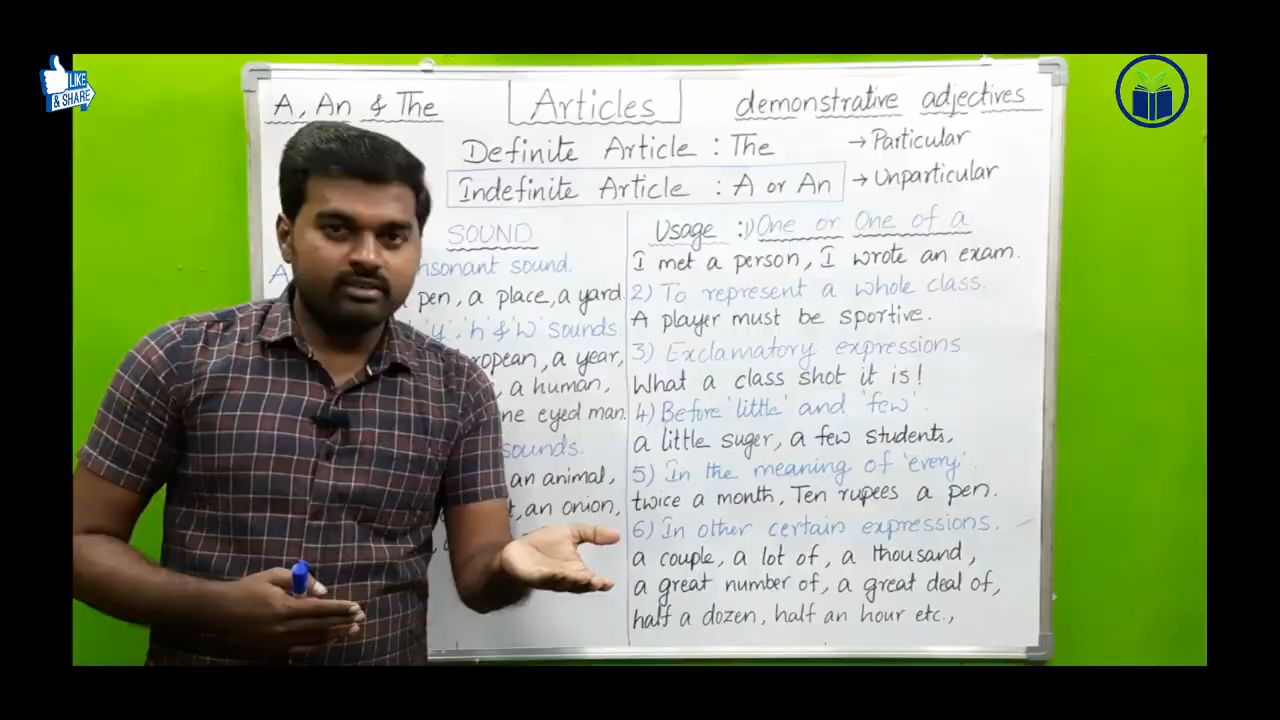 LIKE
& SHARE
A, An & The
Articles
demonstrative adjectives
Definite Article : The → Particular
Indefinite Article : A or An → Unparticular
SOUND
sound.
pen, a place, a yard.
'y', 'h' & 'w' sounds.
a year,
, a human,
eyed man.
sounds.
an animal,
, an onion,
Usage :1) One or One of a
I met a person, I wrote an exam.
2) To represent a whole class.
A player must be sportive.
3) Exclamatory expressions.
What a class shot it is!
4) Before 'little' and 'few'.
a little suger, a few students,
5) In the meaning of 'every'.
twice a month, Ten rupees a pen.
6) In other certain expressions.
a couple, a lot of, a thousand,
a great number of, a great deal of,
half a dozen, half an hour etc.,